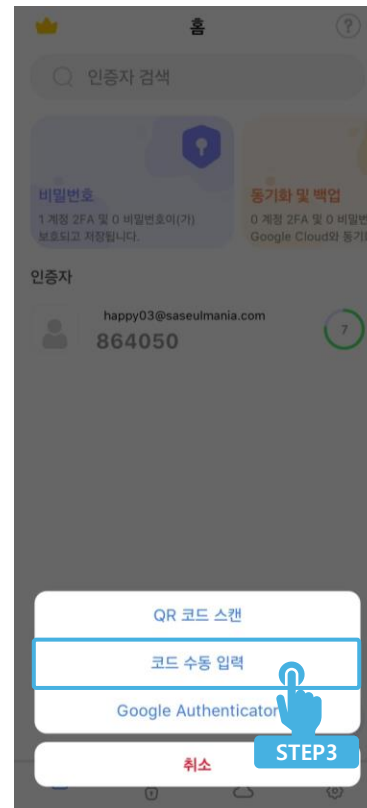 홈
?
인증자 검색
비밀번호
1 계정 2FA 및 0 비밀번호이(가)
보호되고 저장됩니다.
동기화 및 백업
0 계정 2FA 및 0 비밀번
Google Cloud와 동기
인증자
happy03@saseulmania.com
864050
7
QR 코드 스캔
코드 수동 입력
Google Authenticator
취소
STEP3